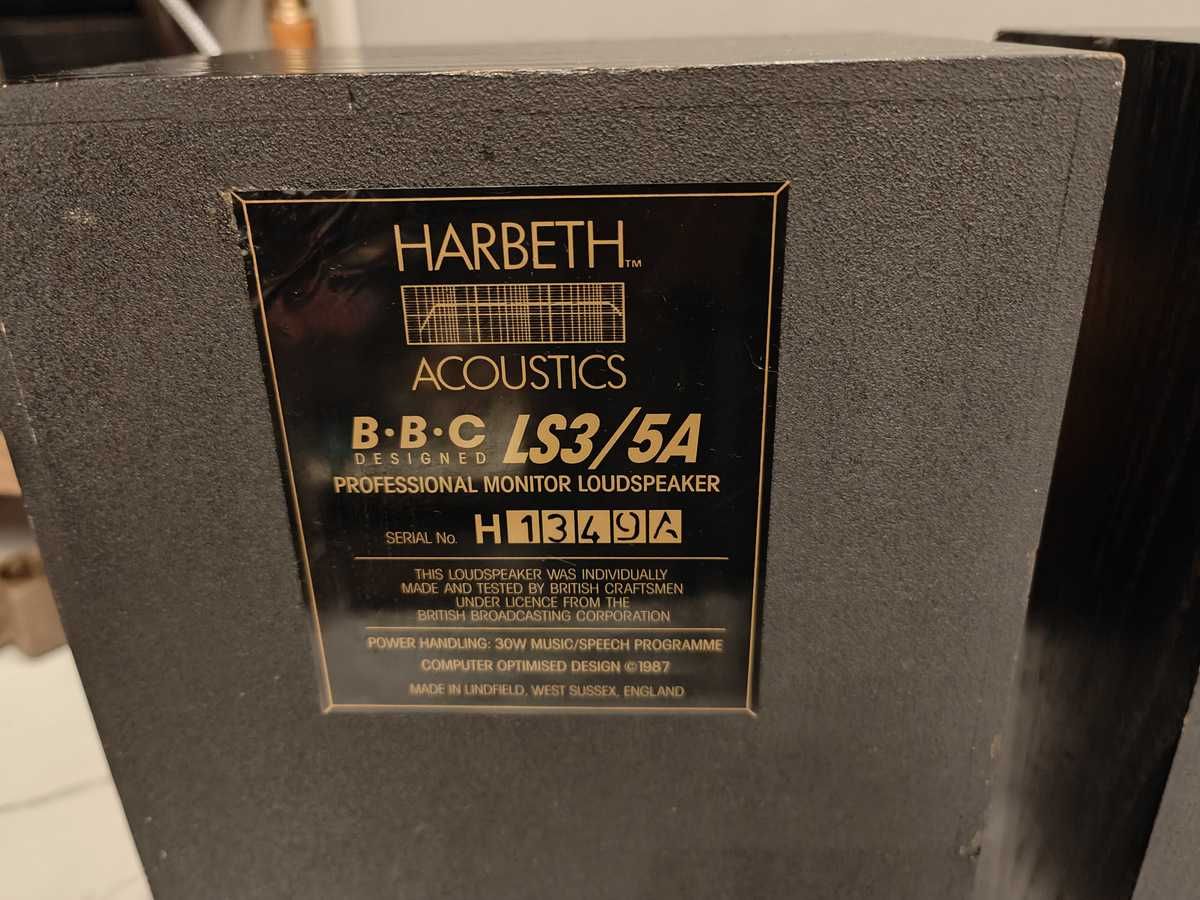 HARBETH™
ACOUSTICS
B·B·C LS3/5A
DESIGNED
PROFESSIONAL MONITOR LOUDSPEAKER
SERIAL No. H 1349A
THIS LOUDSPEAKER WAS INDIVIDUALLY
MADE AND TESTED BY BRITISH CRAFTSMEN
UNDER LICENCE FROM THE
BRITISH BROADCASTING CORPORATION
POWER HANDLING: 30W MUSIC/SPEECH PROGRAMME
COMPUTER OPTIMISED DESIGN ©1987
MADE IN LINDFIELD, WEST SUSSEX, ENGLAND